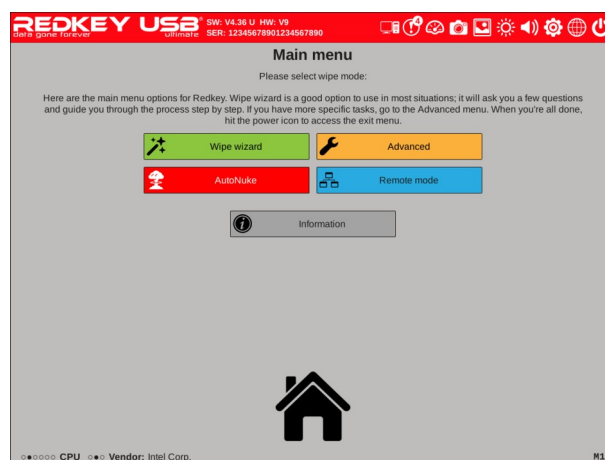 REDKEY USB
data gone forever
ultimate
SW: V4.36 U HW: V9
SER: 12345678901234567890
4
Main menu
Please select wipe mode:
Here are the main menu options for Redkey. Wipe wizard is a good option to use in most situations; it will ask you a few questions
and guide you through the process step by step. If you have more specific tasks, go to the Advanced menu. When you're all done,
hit the power icon to access the exit menu.
Wipe wizard
Advanced
AutoNuke
Remote mode
Information
CPU Vendor: Intel Corp.
M1